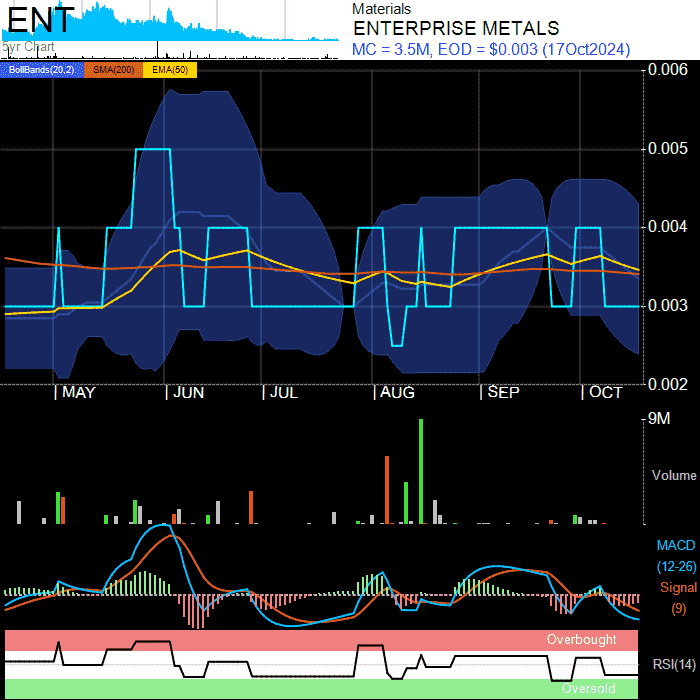 ENT
5yr Chart
Materials
ENTERPRISE METALS
MC = 3.5M, EOD = $0.003 (17Oct2024)
BollBands(20,2) SMA(200) EMA(50)
0.006
0.005
0.004
0.003
0.002
MAY JUN JUL AUG SEP OCT
9M
Volume
MACD
(12-26)
Signal
(9)
Overbought
RSI(14)
Oversold